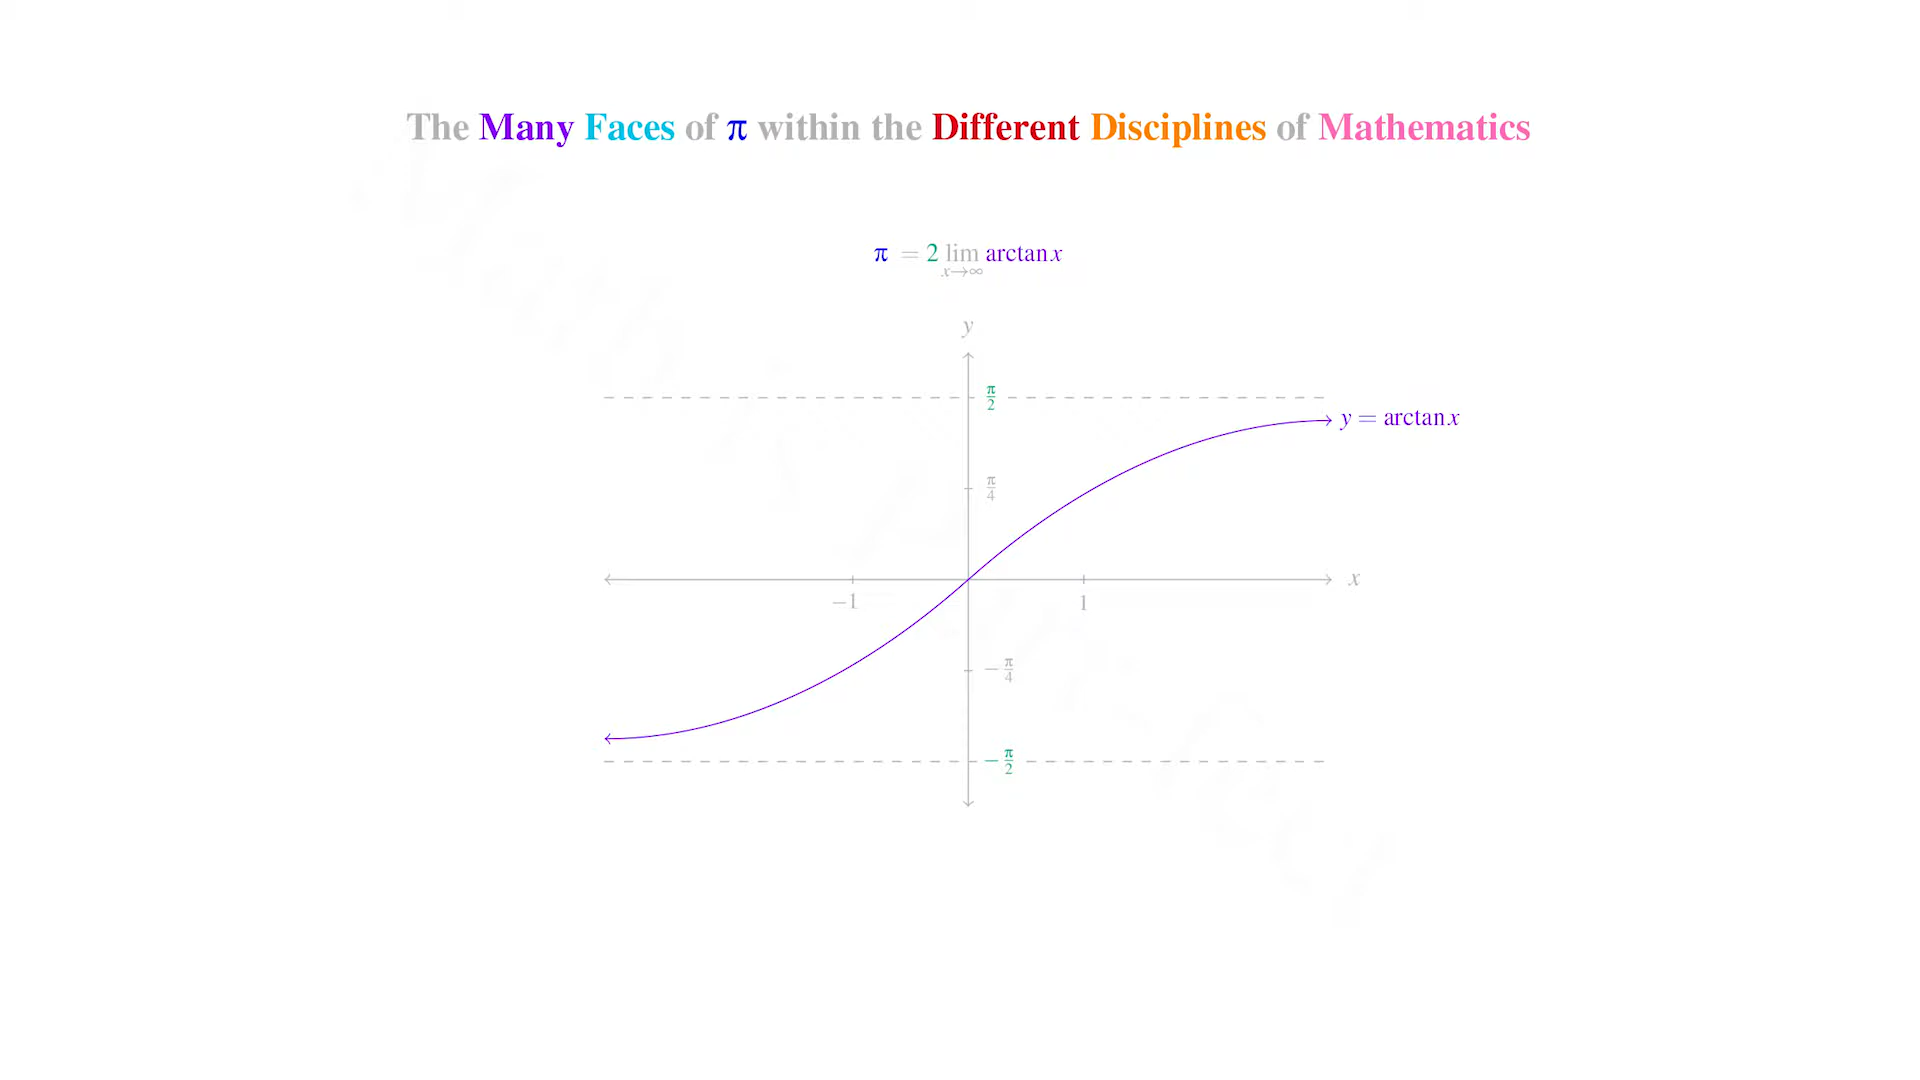 The Many Faces of π within the Different Disciplines of Mathematics
π = 2 lim arctan x
x→∞
y
π/2
y = arctan x
π/4
x
−1
1
−π/4
−π/2